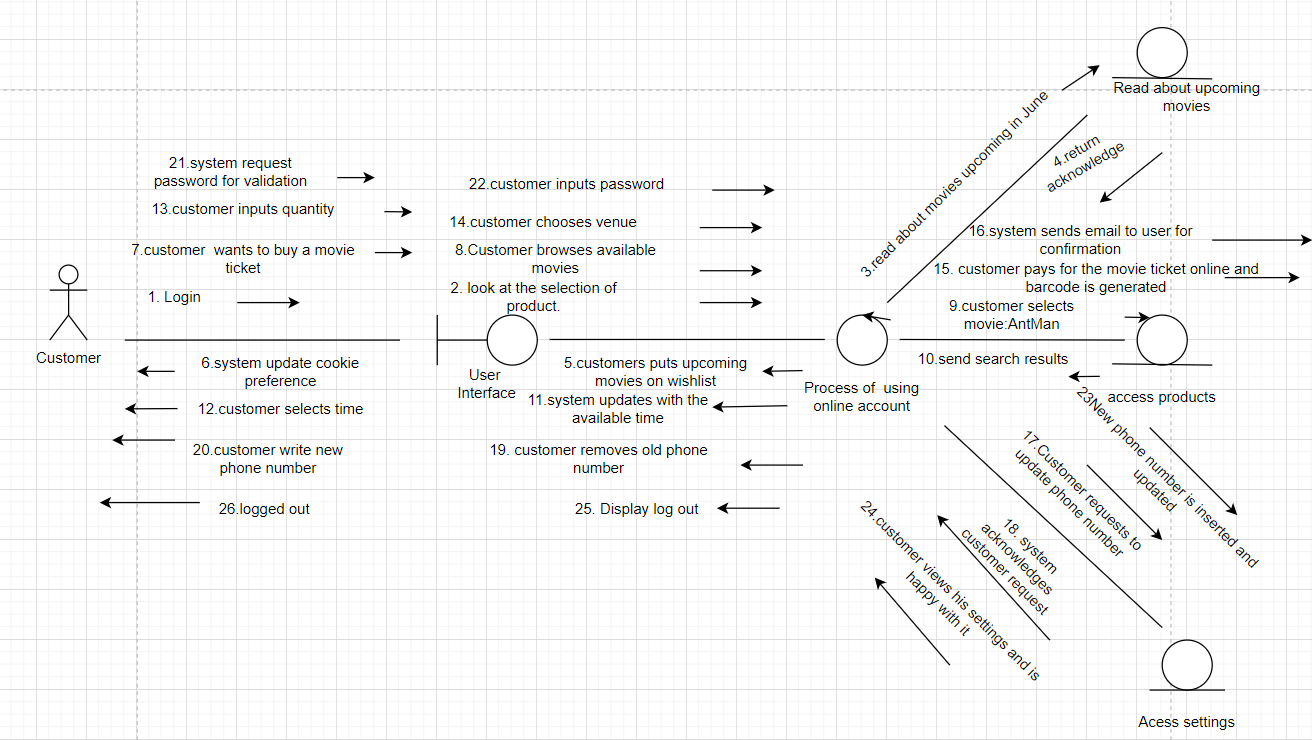 Read about upcoming
movies
3.read about movies upcoming in June
4.return
acknowledge
21.system request
password for validation
22.customer inputs password
13.customer inputs quantity
14.customer chooses venue
16.system sends email to user for
confirmation
7.customer wants to buy a movie
ticket
8.Customer browses available
movies
15. customer pays for the movie ticket online and
barcode is generated
1. Login
2. look at the selection of
product.
9.customer selects
movie:AntMan
Customer
User
Interface
Process of using
online account
access products
6.system update cookie
preference
5.customers puts upcoming
movies on wishlist
10.send search results
12.customer selects time
11.system updates with the
available time
20.customer write new
phone number
19. customer removes old phone
number
26.logged out
25. Display log out
23New phone number is inserted and
updated
17.Customer requests to
update phone number
18. system
acknowledges
customer request
24.customer views his settings and is
happy with it
Acess settings